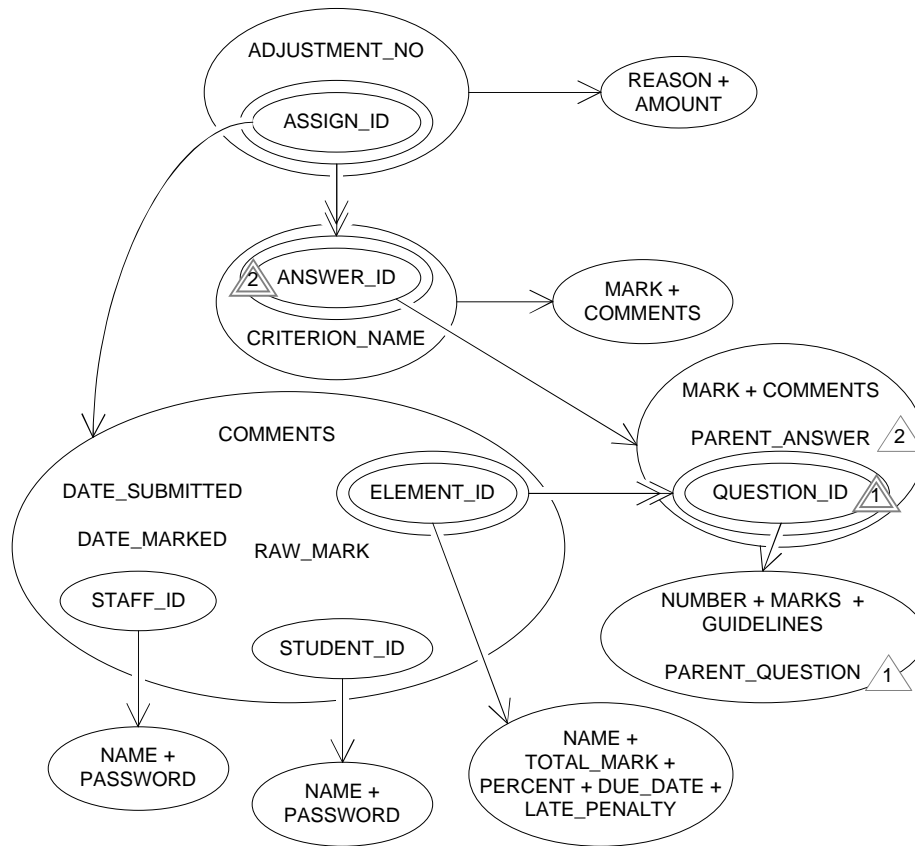 ADJUSTMENT_NO
REASON +
AMOUNT
ASSIGN_ID
2
ANSWER_ID
MARK +
COMMENTS
CRITERION_NAME
MARK + COMMENTS
COMMENTS
PARENT_ANSWER
2
DATE_SUBMITTED
ELEMENT_ID
QUESTION_ID
1
DATE_MARKED
RAW_MARK
STAFF_ID
NUMBER + MARKS +
GUIDELINES
STUDENT_ID
PARENT_QUESTION
1
NAME +
PASSWORD
NAME +
PASSWORD
NAME +
TOTAL_MARK +
PERCENT + DUE_DATE +
LATE_PENALTY